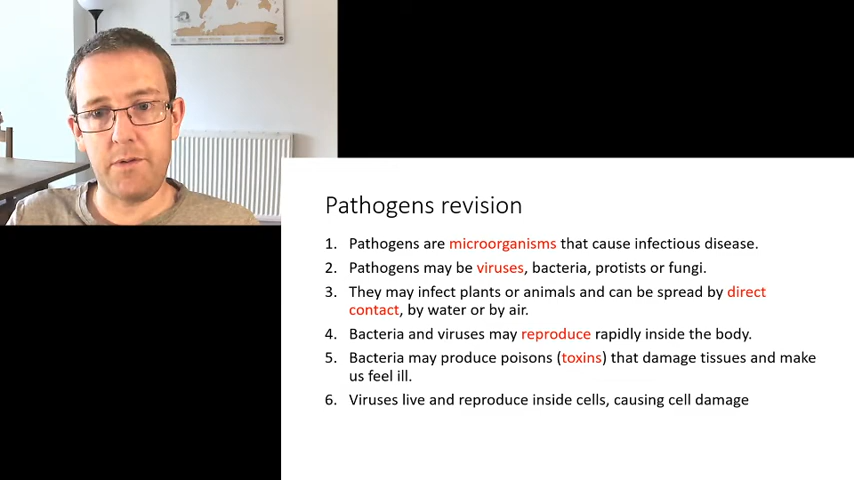 Pathogens revision
1. Pathogens are microorganisms that cause infectious disease.
2. Pathogens may be viruses, bacteria, protists or fungi.
3. They may infect plants or animals and can be spread by direct
contact, by water or by air.
4. Bacteria and viruses may reproduce rapidly inside the body.
5. Bacteria may produce poisons (toxins) that damage tissues and make
us feel ill.
6. Viruses live and reproduce inside cells, causing cell damage